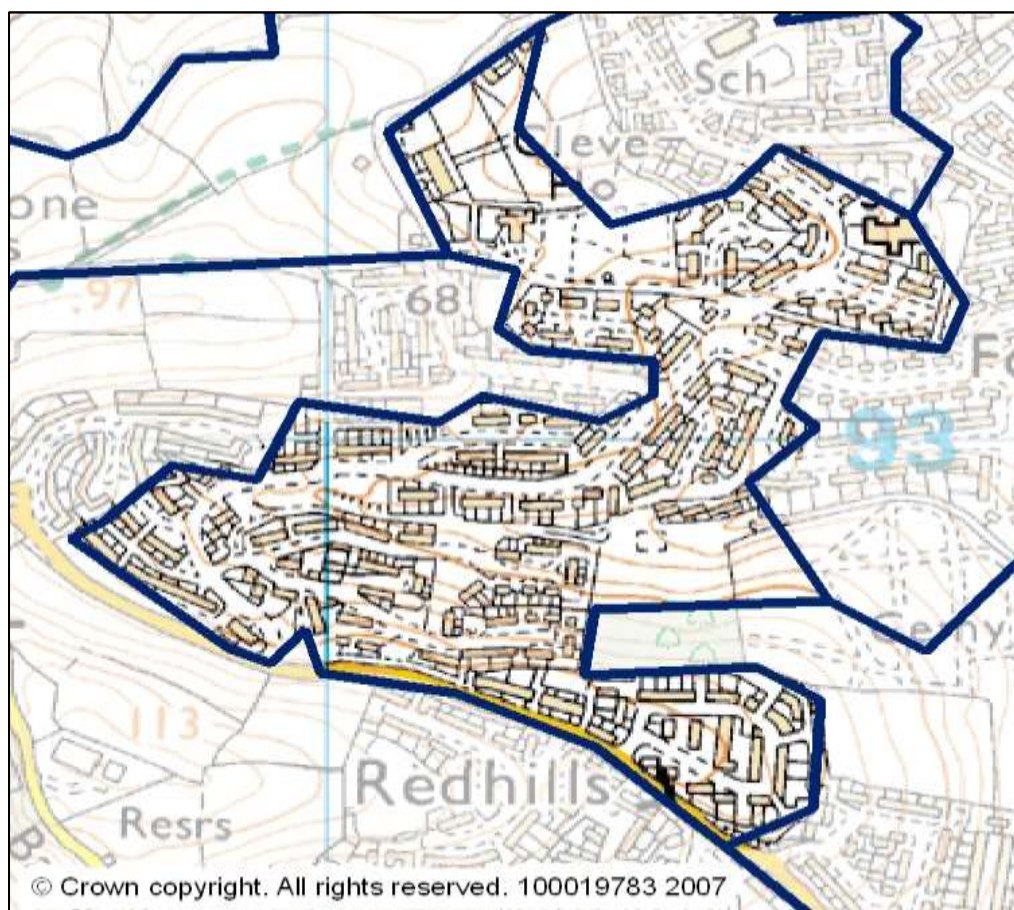 Sch
Cleve
Ho
Sch
one
s
.97
68
Fo
93
Cemy
113
Redhills
Resrs
B
© Crown copyright. All rights reserved. 100019783 2007